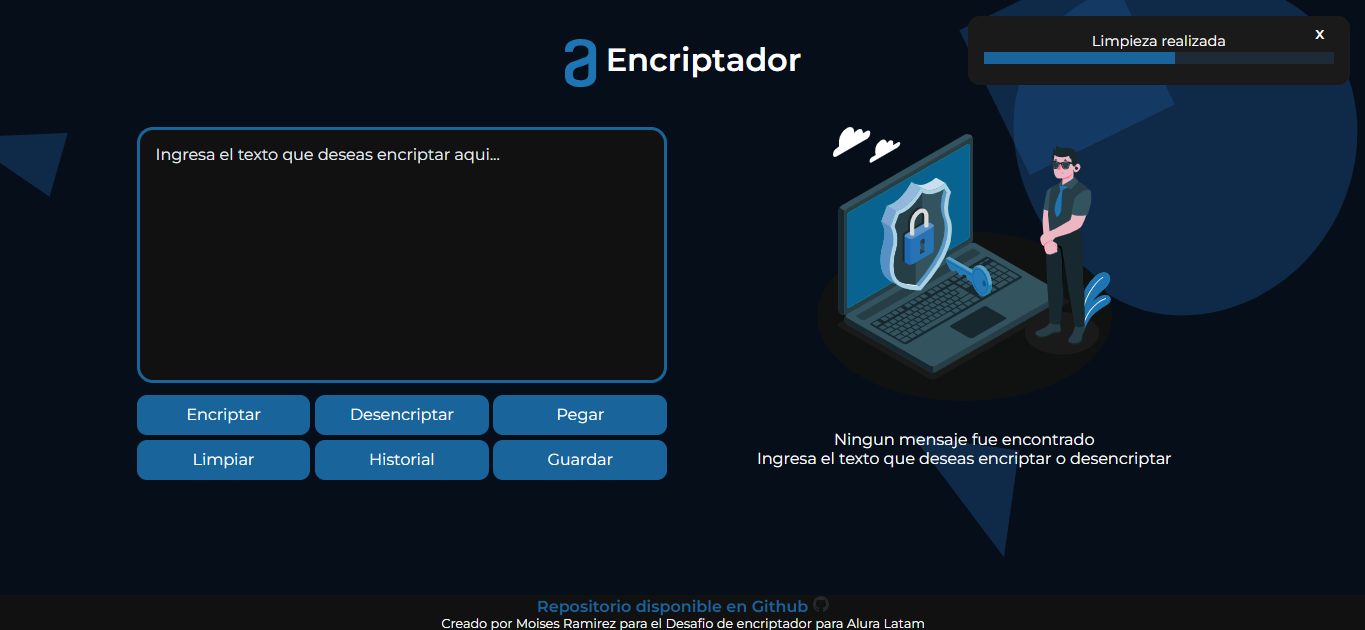 a Encriptador
Limpieza realizada
x
Ingresa el texto que deseas encriptar aqui...
Encriptar
Desencriptar
Pegar
Limpiar
Historial
Guardar
Ningun mensaje fue encontrado
Ingresa el texto que deseas encriptar o desencriptar
Repositorio disponible en Github
Creado por Moises Ramirez para el Desafio de encriptador para Alura Latam